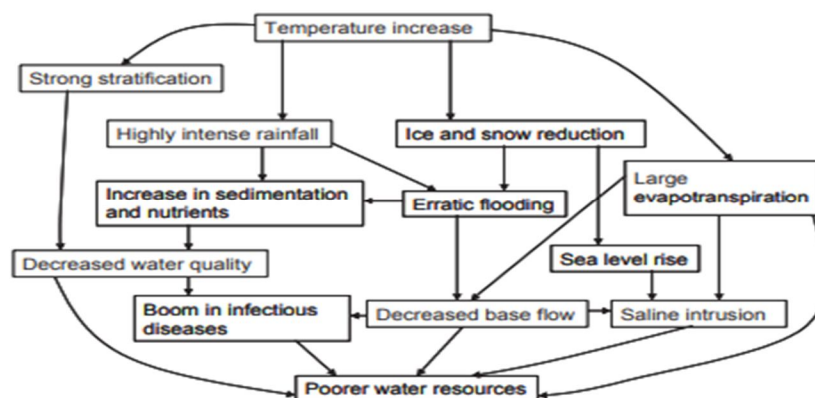 Temperature increase
Strong stratification
Highly intense rainfall
Ice and snow reduction
Large
evapotranspiration
Increase in sedimentation
and nutrients
Erratic flooding
Decreased water quality
Sea level rise
Boom in infectious
diseases
Decreased base flow
Saline intrusion
Poorer water resources